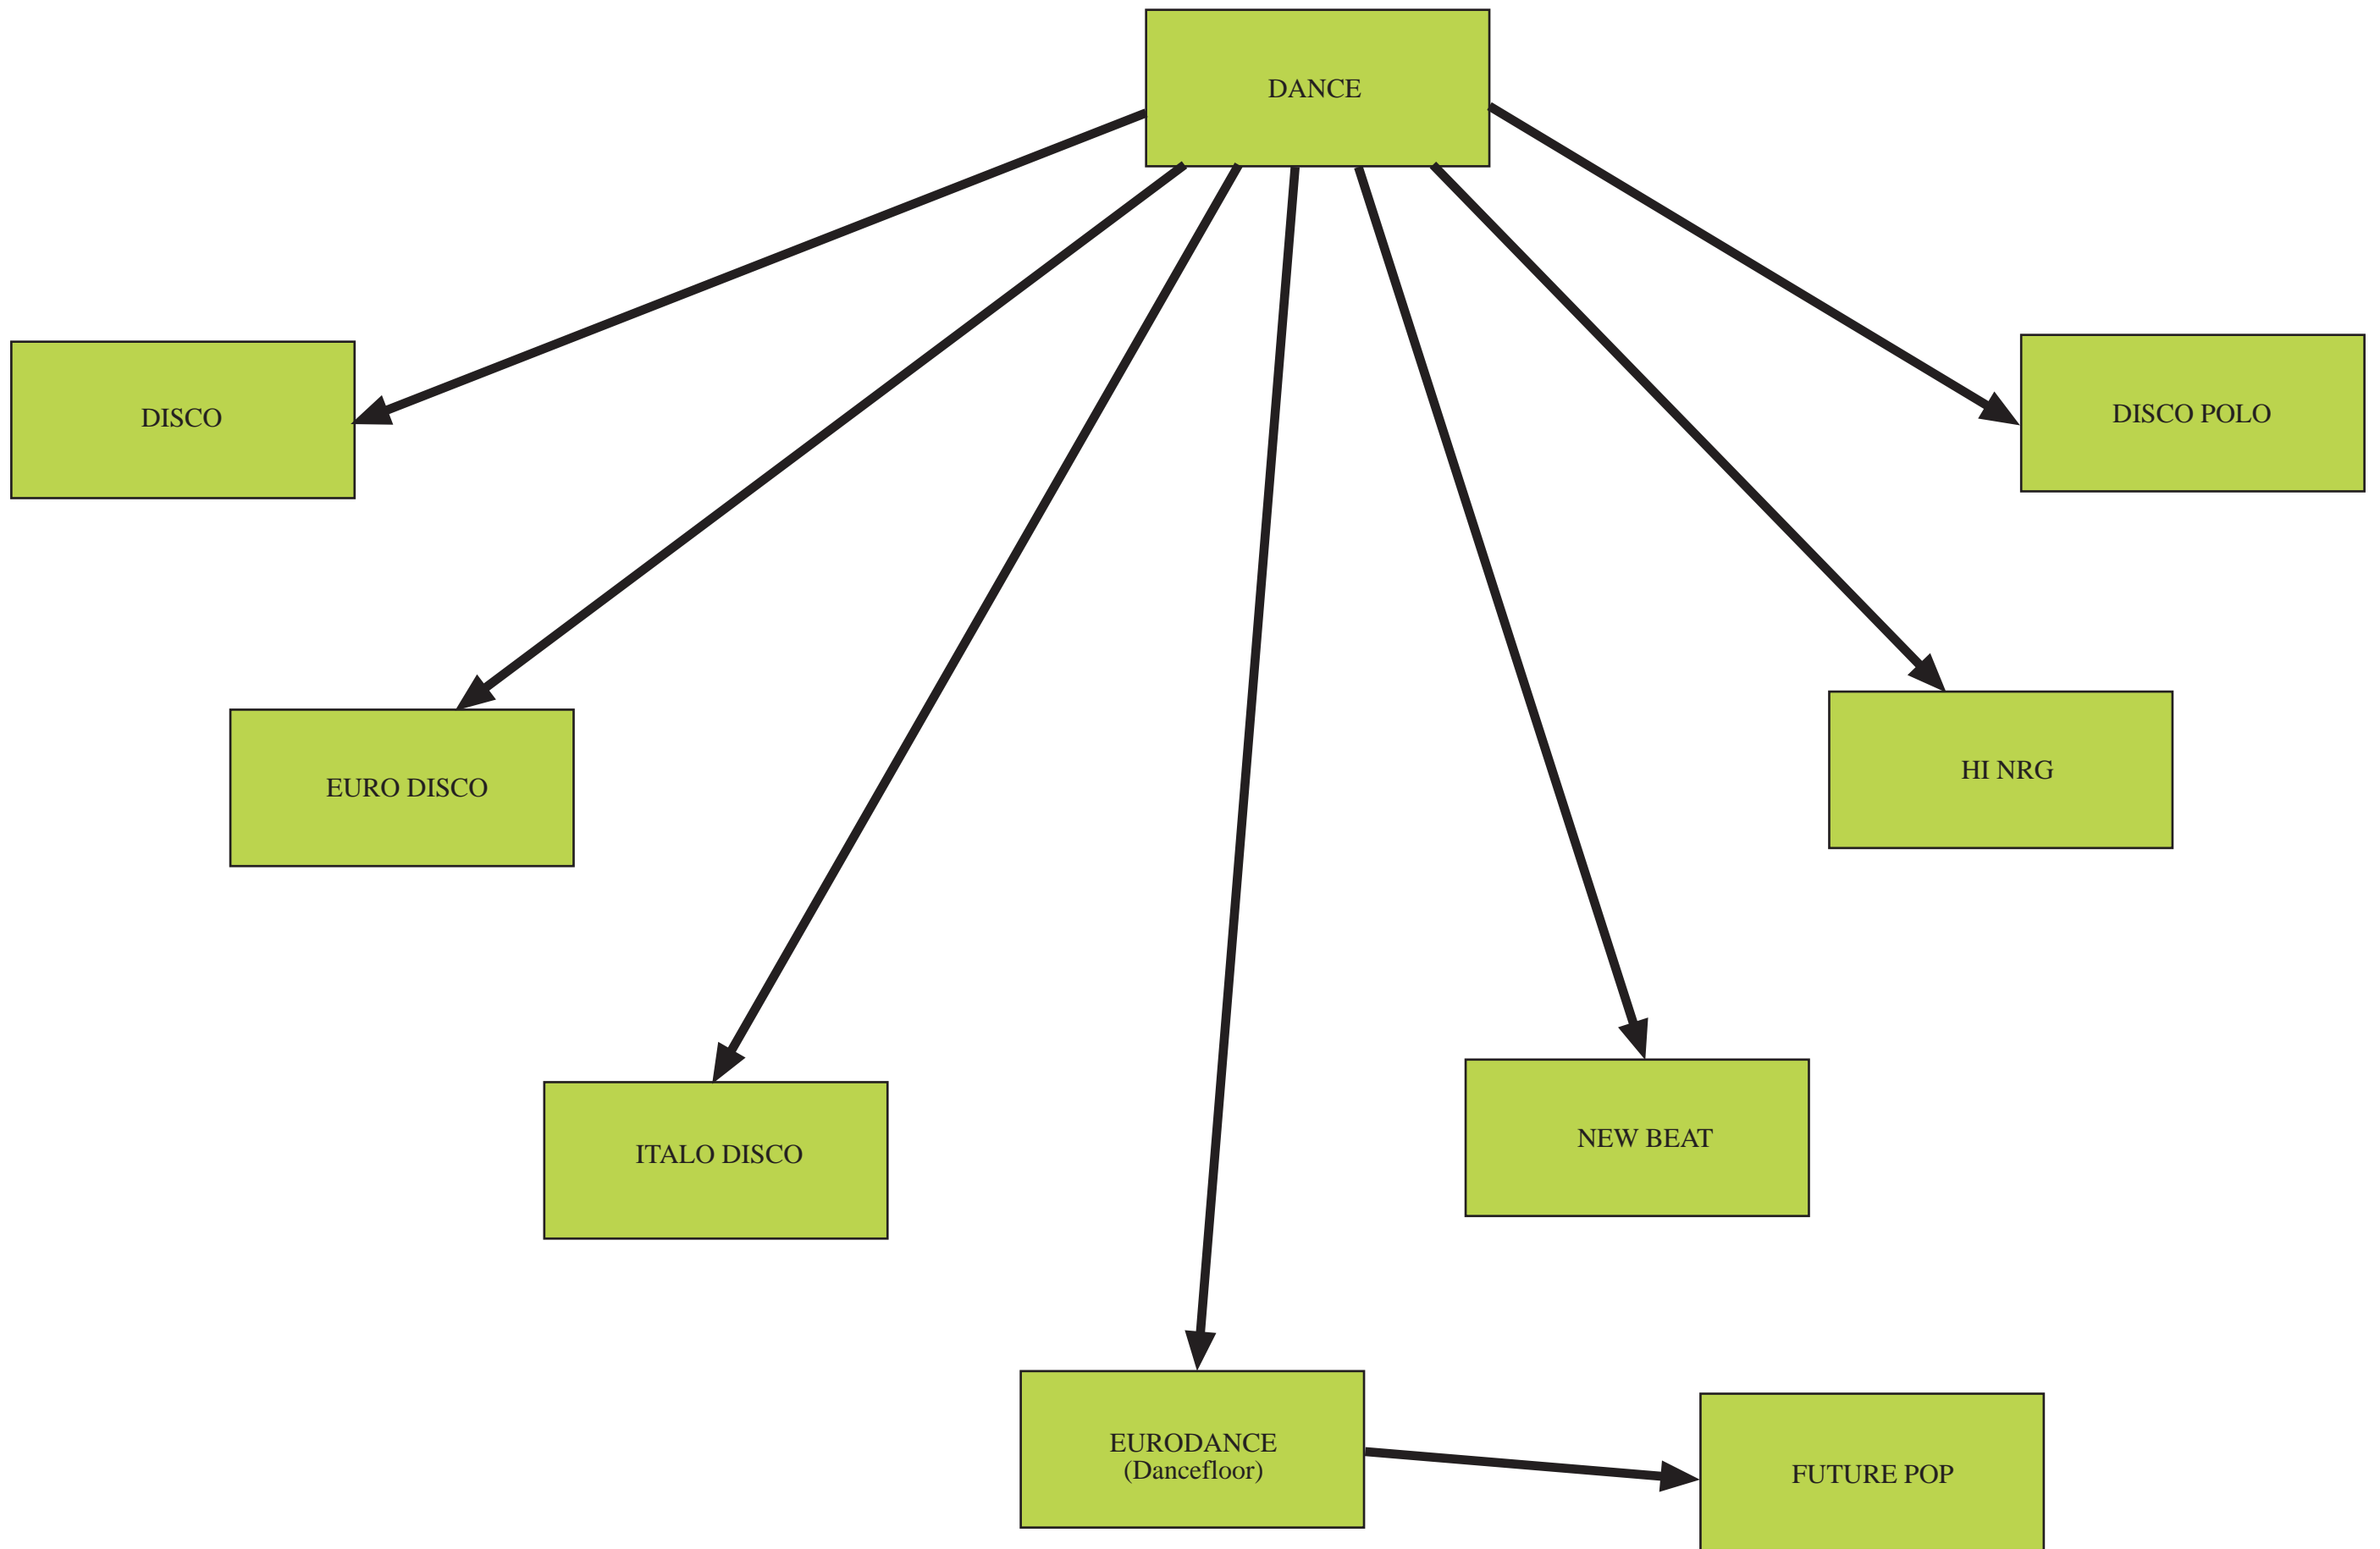 DANCE
DISCO
DISCO POLO
EURO DISCO
HI NRG
ITALO DISCO
NEW BEAT
EURODANCE
(Dancefloor)
FUTURE POP